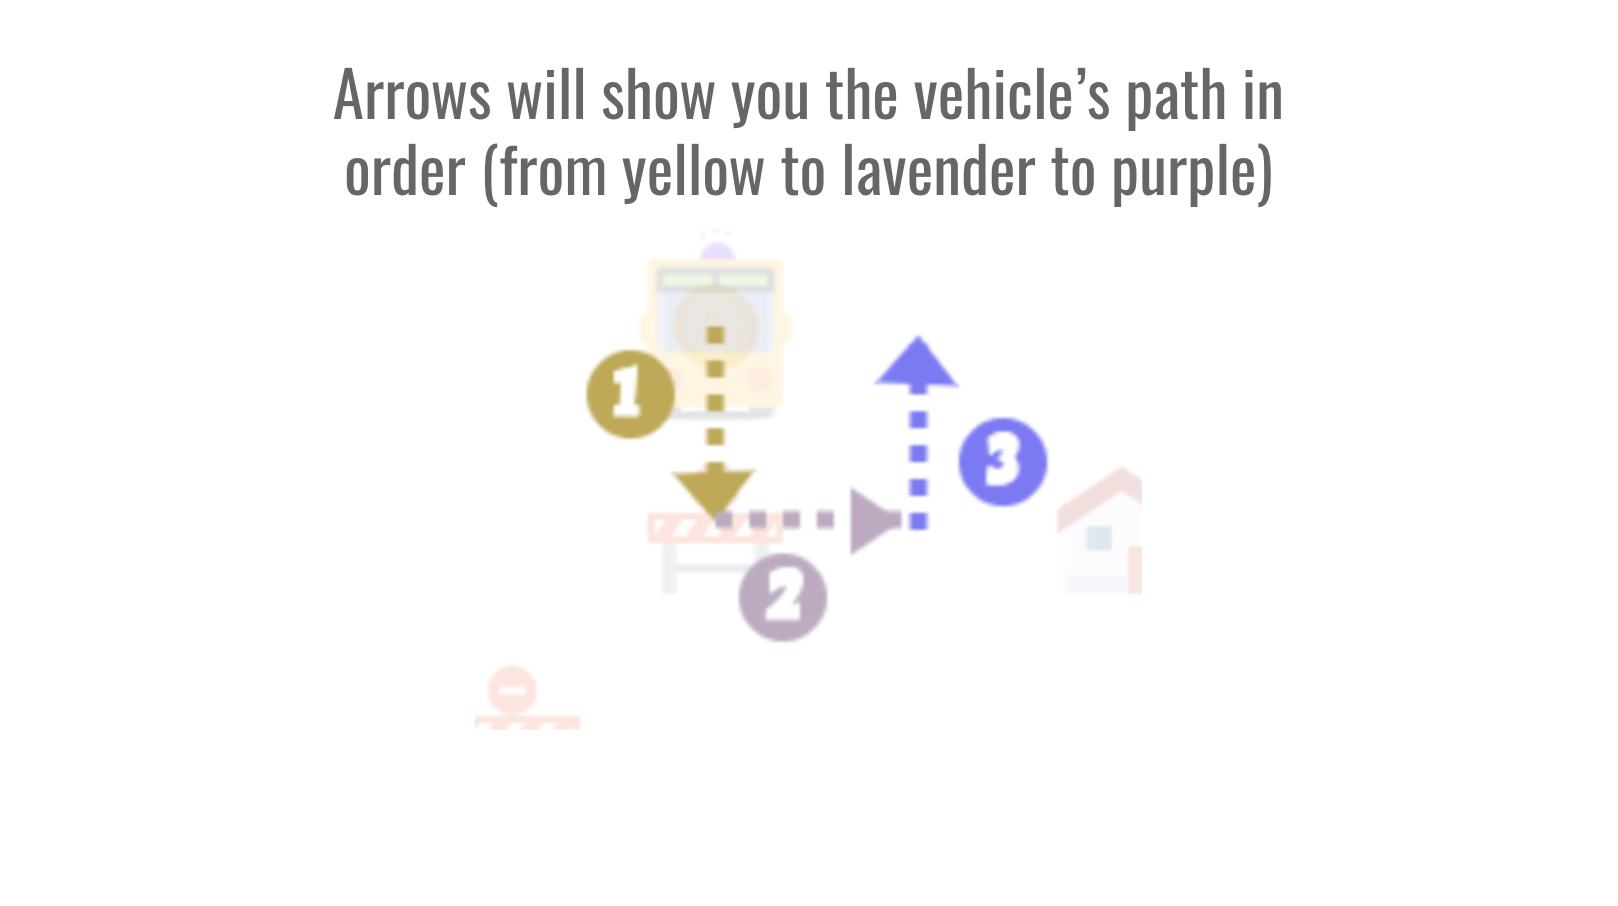 Arrows will show you the vehicle’s path in
order (from yellow to lavender to purple)
1
3
2